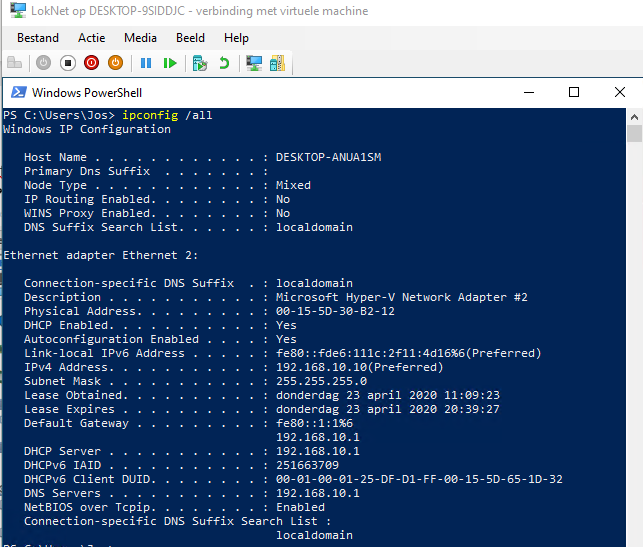 LokNet op DESKTOP-9SIDDJC - verbinding met virtuele machine
Bestand Actie Media Beeld Help
Windows PowerShell
PS C:\Users\Jos> ipconfig /all
Windows IP Configuration
Host Name . . . . . . . . . . . . : DESKTOP-ANUA1SM
Primary Dns Suffix . . . . . . . :
Node Type . . . . . . . . . . . . : Mixed
IP Routing Enabled. . . . . . . . : No
WINS Proxy Enabled. . . . . . . . : No
DNS Suffix Search List. . . . . . : localdomain
Ethernet adapter Ethernet 2:
Connection-specific DNS Suffix . : localdomain
Description . . . . . . . . . . . : Microsoft Hyper-V Network Adapter #2
Physical Address. . . . . . . . . : 00-15-5D-30-B2-12
DHCP Enabled. . . . . . . . . . . : Yes
Autoconfiguration Enabled . . . . : Yes
Link-local IPv6 Address . . . . . : fe80::fde6:111c:2f11:4d16%6(Preferred)
IPv4 Address. . . . . . . . . . . : 192.168.10.10(Preferred)
Subnet Mask . . . . . . . . . . . : 255.255.255.0
Lease Obtained. . . . . . . . . . : donderdag 23 april 2020 11:09:23
Lease Expires . . . . . . . . . . : donderdag 23 april 2020 20:39:27
Default Gateway . . . . . . . . . : fe80::1:1%6
192.168.10.1
DHCP Server . . . . . . . . . . . : 192.168.10.1
DHCPv6 IAID . . . . . . . . . . . : 251663709
DHCPv6 Client DUID. . . . . . . . : 00-01-00-01-25-DF-D1-FF-00-15-5D-65-1D-32
DNS Servers . . . . . . . . . . . : 192.168.10.1
NetBIOS over Tcpip. . . . . . . . : Enabled
Connection-specific DNS Suffix Search List :
localdomain